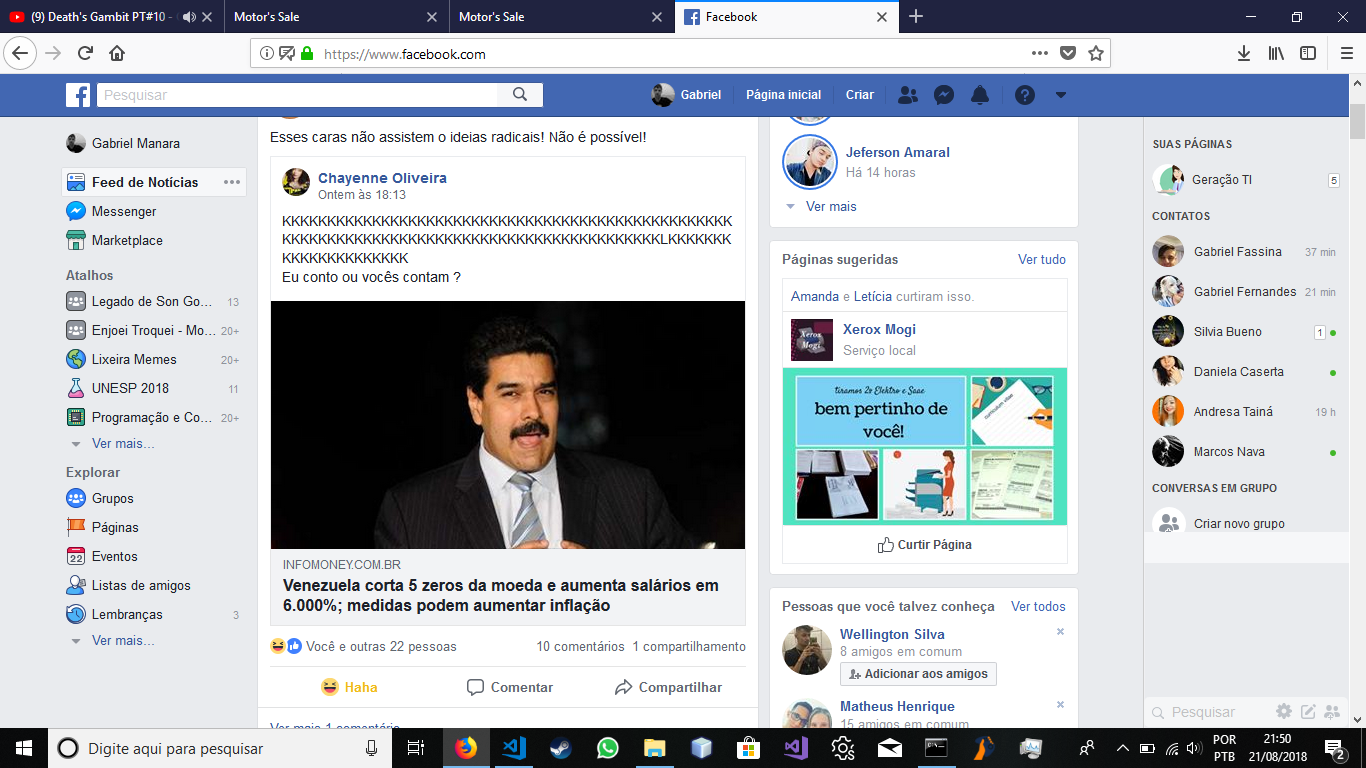 (9) Death's Gambit PT#10 -
Motor's Sale
Motor's Sale
Facebook
https://www.facebook.com
Pesquisar
Gabriel
Página inicial
Criar
Gabriel Manara
Feed de Notícias
Messenger
Marketplace
Atalhos
Legado de Son Go... 13
Enjoei Troquei - Mo... 20+
Lixeira Memes 20+
UNESP 2018 11
Programação e Co... 20+
Ver mais...
Explorar
Grupos
Páginas
Eventos
22
Listas de amigos
Lembranças 3
Ver mais...
Esses caras não assistem o ideias radicais! Não é possível!
Chayenne Oliveira
Ontem às 18:13
KKKKKKKKKKKKKKKKKKKKKKKKKKKKKKKKKKKKKKKKKKKKKKKKKK
KKKKKKKKKKKKKKKKKKKKKKKKKKKKKKKKKKKKKKKKKKLKKKKKKK
KKKKKKKKKKKKKK
Eu conto ou vocês contam ?
INFOMONEY.COM.BR
Venezuela corta 5 zeros da moeda e aumenta salários em
6.000%; medidas podem aumentar inflação
Você e outras 22 pessoas
10 comentários 1 compartilhamento
Haha
Comentar
Compartilhar
Ver mais 1 comentário
Jeferson Amaral
Há 14 horas
Ver mais
Páginas sugeridas
Ver tudo
Amanda e Letícia curtiram isso.
Xerox Mogi
Xerox Mogi
Serviço local
tiramos 2s Elektro e Saae
bem pertinho de
você!
curriculum vitae
Curtir Página
Pessoas que você talvez conheça
Ver todos
Wellington Silva
8 amigos em comum
Adicionar aos amigos
Matheus Henrique
15 amigos em comum
SUAS PÁGINAS
Geração TI 5
CONTATOS
Gabriel Fassina 37 min
Gabriel Fernandes 21 min
Silvia Bueno 1
Daniela Caserta
Andresa Tainá 19 h
Marcos Nava
CONVERSAS EM GRUPO
Criar novo grupo
Pesquisar
Digite aqui para pesquisar
POR
PTB
21:50
21/08/2018
2